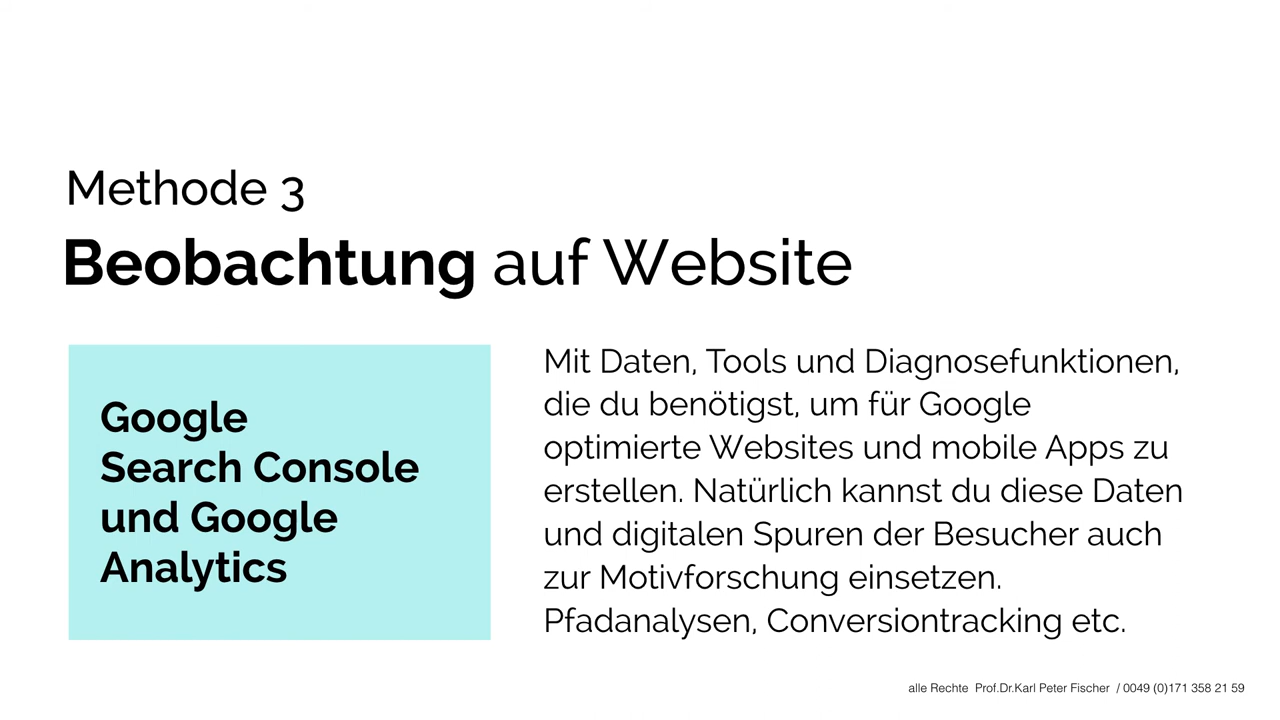 Methode 3
Beobachtung auf Website
Google
Search Console
und Google
Analytics
Mit Daten, Tools und Diagnosefunktionen,
die du benötigst, um für Google
optimierte Websites und mobile Apps zu
erstellen. Natürlich kannst du diese Daten
und digitalen Spuren der Besucher auch
zur Motivforschung einsetzen.
Pfadanalysen, Conversiontracking etc.
alle Rechte  Prof.Dr.Karl Peter Fischer  / 0049 (0)171 358 21 59